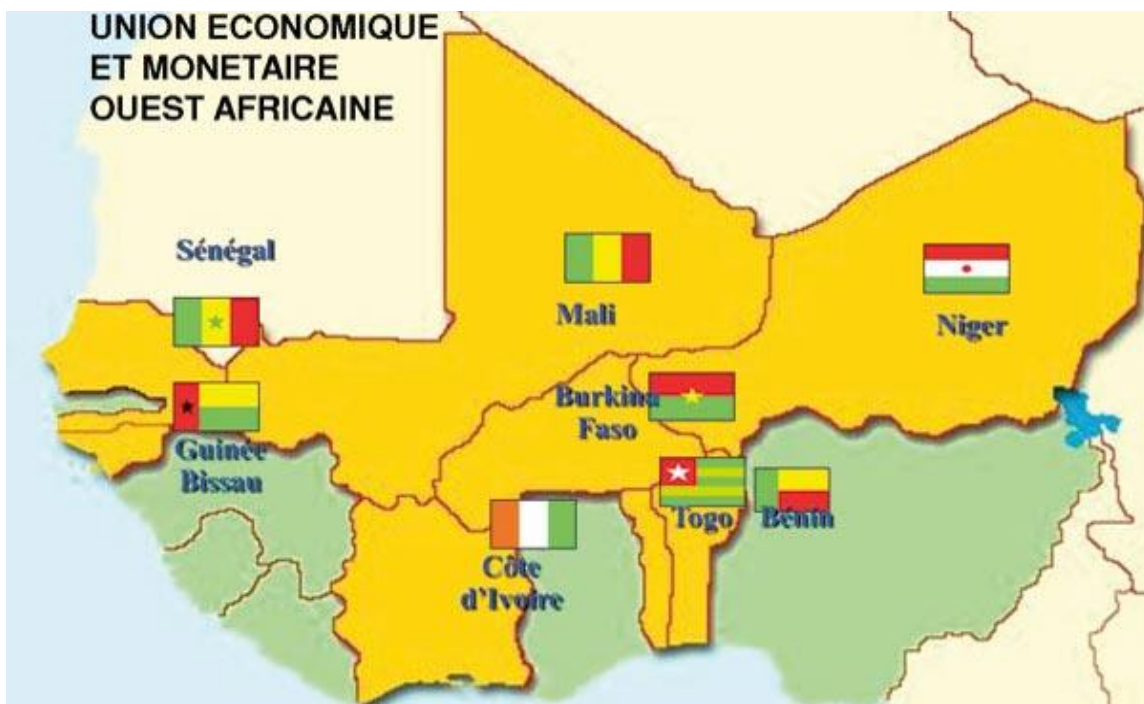 UNION ECONOMIQUE
ET MONETAIRE
OUEST AFRICAINE
Sénégal
Mali
Niger
Burkina
Faso
Guinée
Bissau
Togo
Bénin
Côte
d'Ivoire